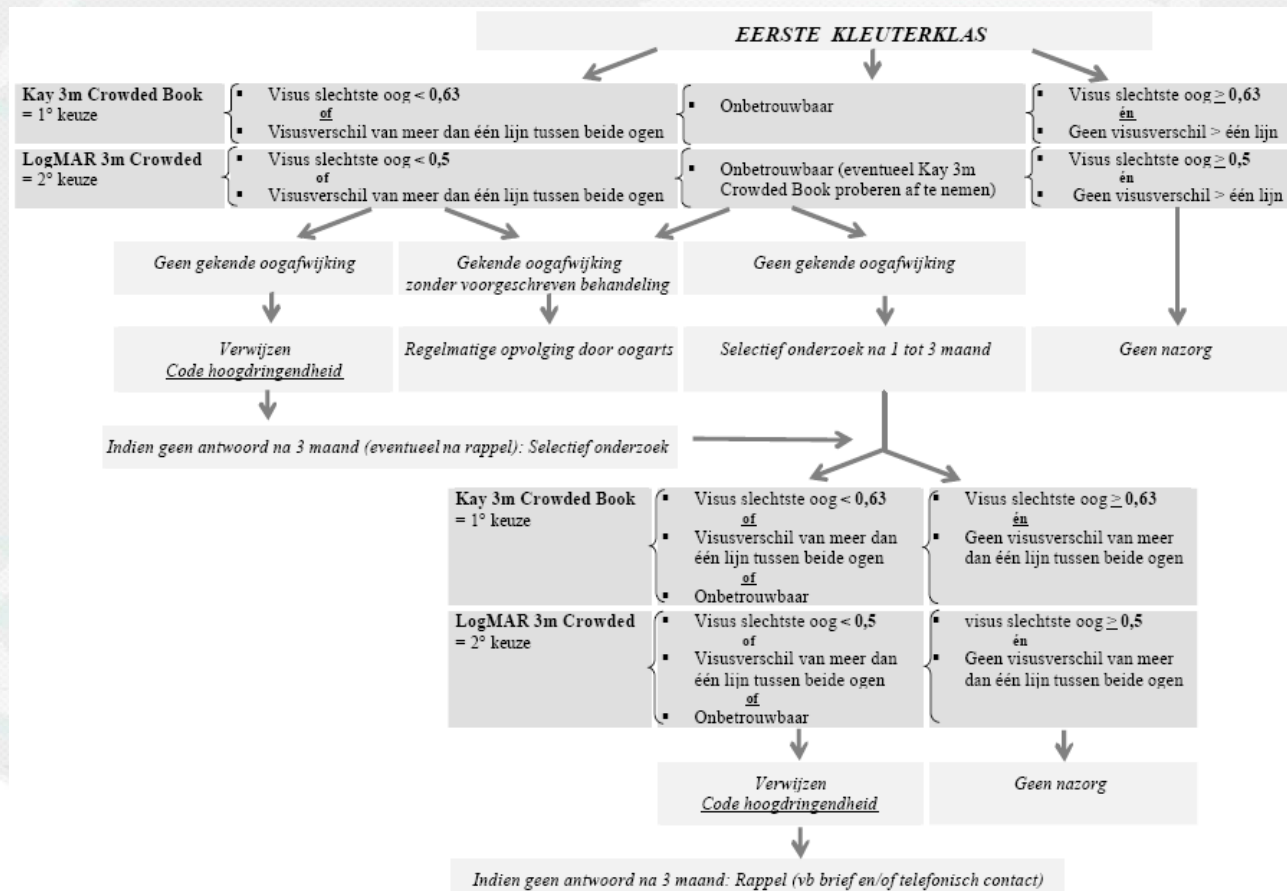 EERSTE KLEUTERKLAS
Kay 3m Crowded Book
= 1° keuze
▪ Visus slechtste oog < 0,63
of
▪ Visusverschil van meer dan één lijn tussen beide ogen
▪ Onbetrouwbaar
▪ Visus slechtste oog ≥ 0,63
én
▪ Geen visusverschil > één lijn
LogMAR 3m Crowded
= 2° keuze
▪ Visus slechtste oog < 0,5
of
▪ Visusverschil van meer dan één lijn tussen beide ogen
▪ Onbetrouwbaar (eventueel Kay 3m
Crowded Book proberen af te nemen)
▪ Visus slechtste oog ≥ 0,5
én
▪ Geen visusverschil > één lijn
Geen gekende oogafwijking
Gekende oogafwijking
zonder voorgeschreven behandeling
Geen gekende oogafwijking
Verwijzen
Code hoogdringendheid
Regelmatige opvolging door oogarts
Selectief onderzoek na 1 tot 3 maand
Geen nazorg
Indien geen antwoord na 3 maand (eventueel na rappel): Selectief onderzoek
Kay 3m Crowded Book
= 1° keuze
▪ Visus slechtste oog < 0,63
of
▪ Visusverschil van meer dan
één lijn tussen beide ogen
of
▪ Onbetrouwbaar
▪ Visus slechtste oog ≥ 0,63
én
▪ Geen visusverschil van meer
dan één lijn tussen beide ogen
LogMAR 3m Crowded
= 2° keuze
▪ Visus slechtste oog < 0,5
of
▪ Visusverschil van meer dan
één lijn tussen beide ogen
of
▪ Onbetrouwbaar
▪ visus slechtste oog ≥ 0,5
én
▪ Geen visusverschil van meer
dan één lijn tussen beide ogen
Verwijzen
Code hoogdringendheid
Geen nazorg
Indien geen antwoord na 3 maand: Rappel (vb brief en/of telefonisch contact)